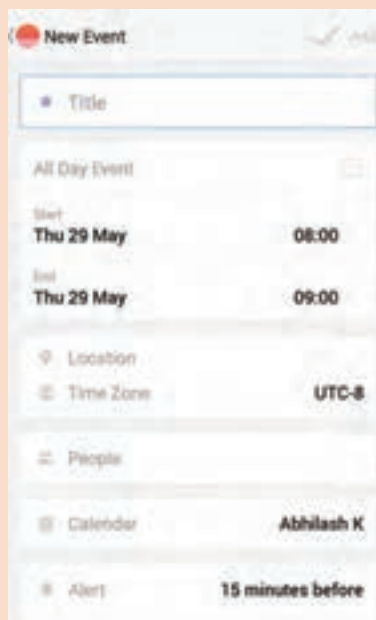 New Event
Title
All Day Event
Start
Thu 29 May 08:00
End
Thu 29 May 09:00
Location
Time Zone UTC-8
People
Calendar Abhilash K
Alert 15 minutes before